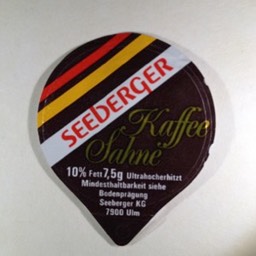 SEEBERGER
Kaffee
Sahne
10% Fett 7,5g Ultrahocherhitzt
Mindesthaltbarkeit siehe
Bodenprägung
Seeberger KG
7900 Ulm